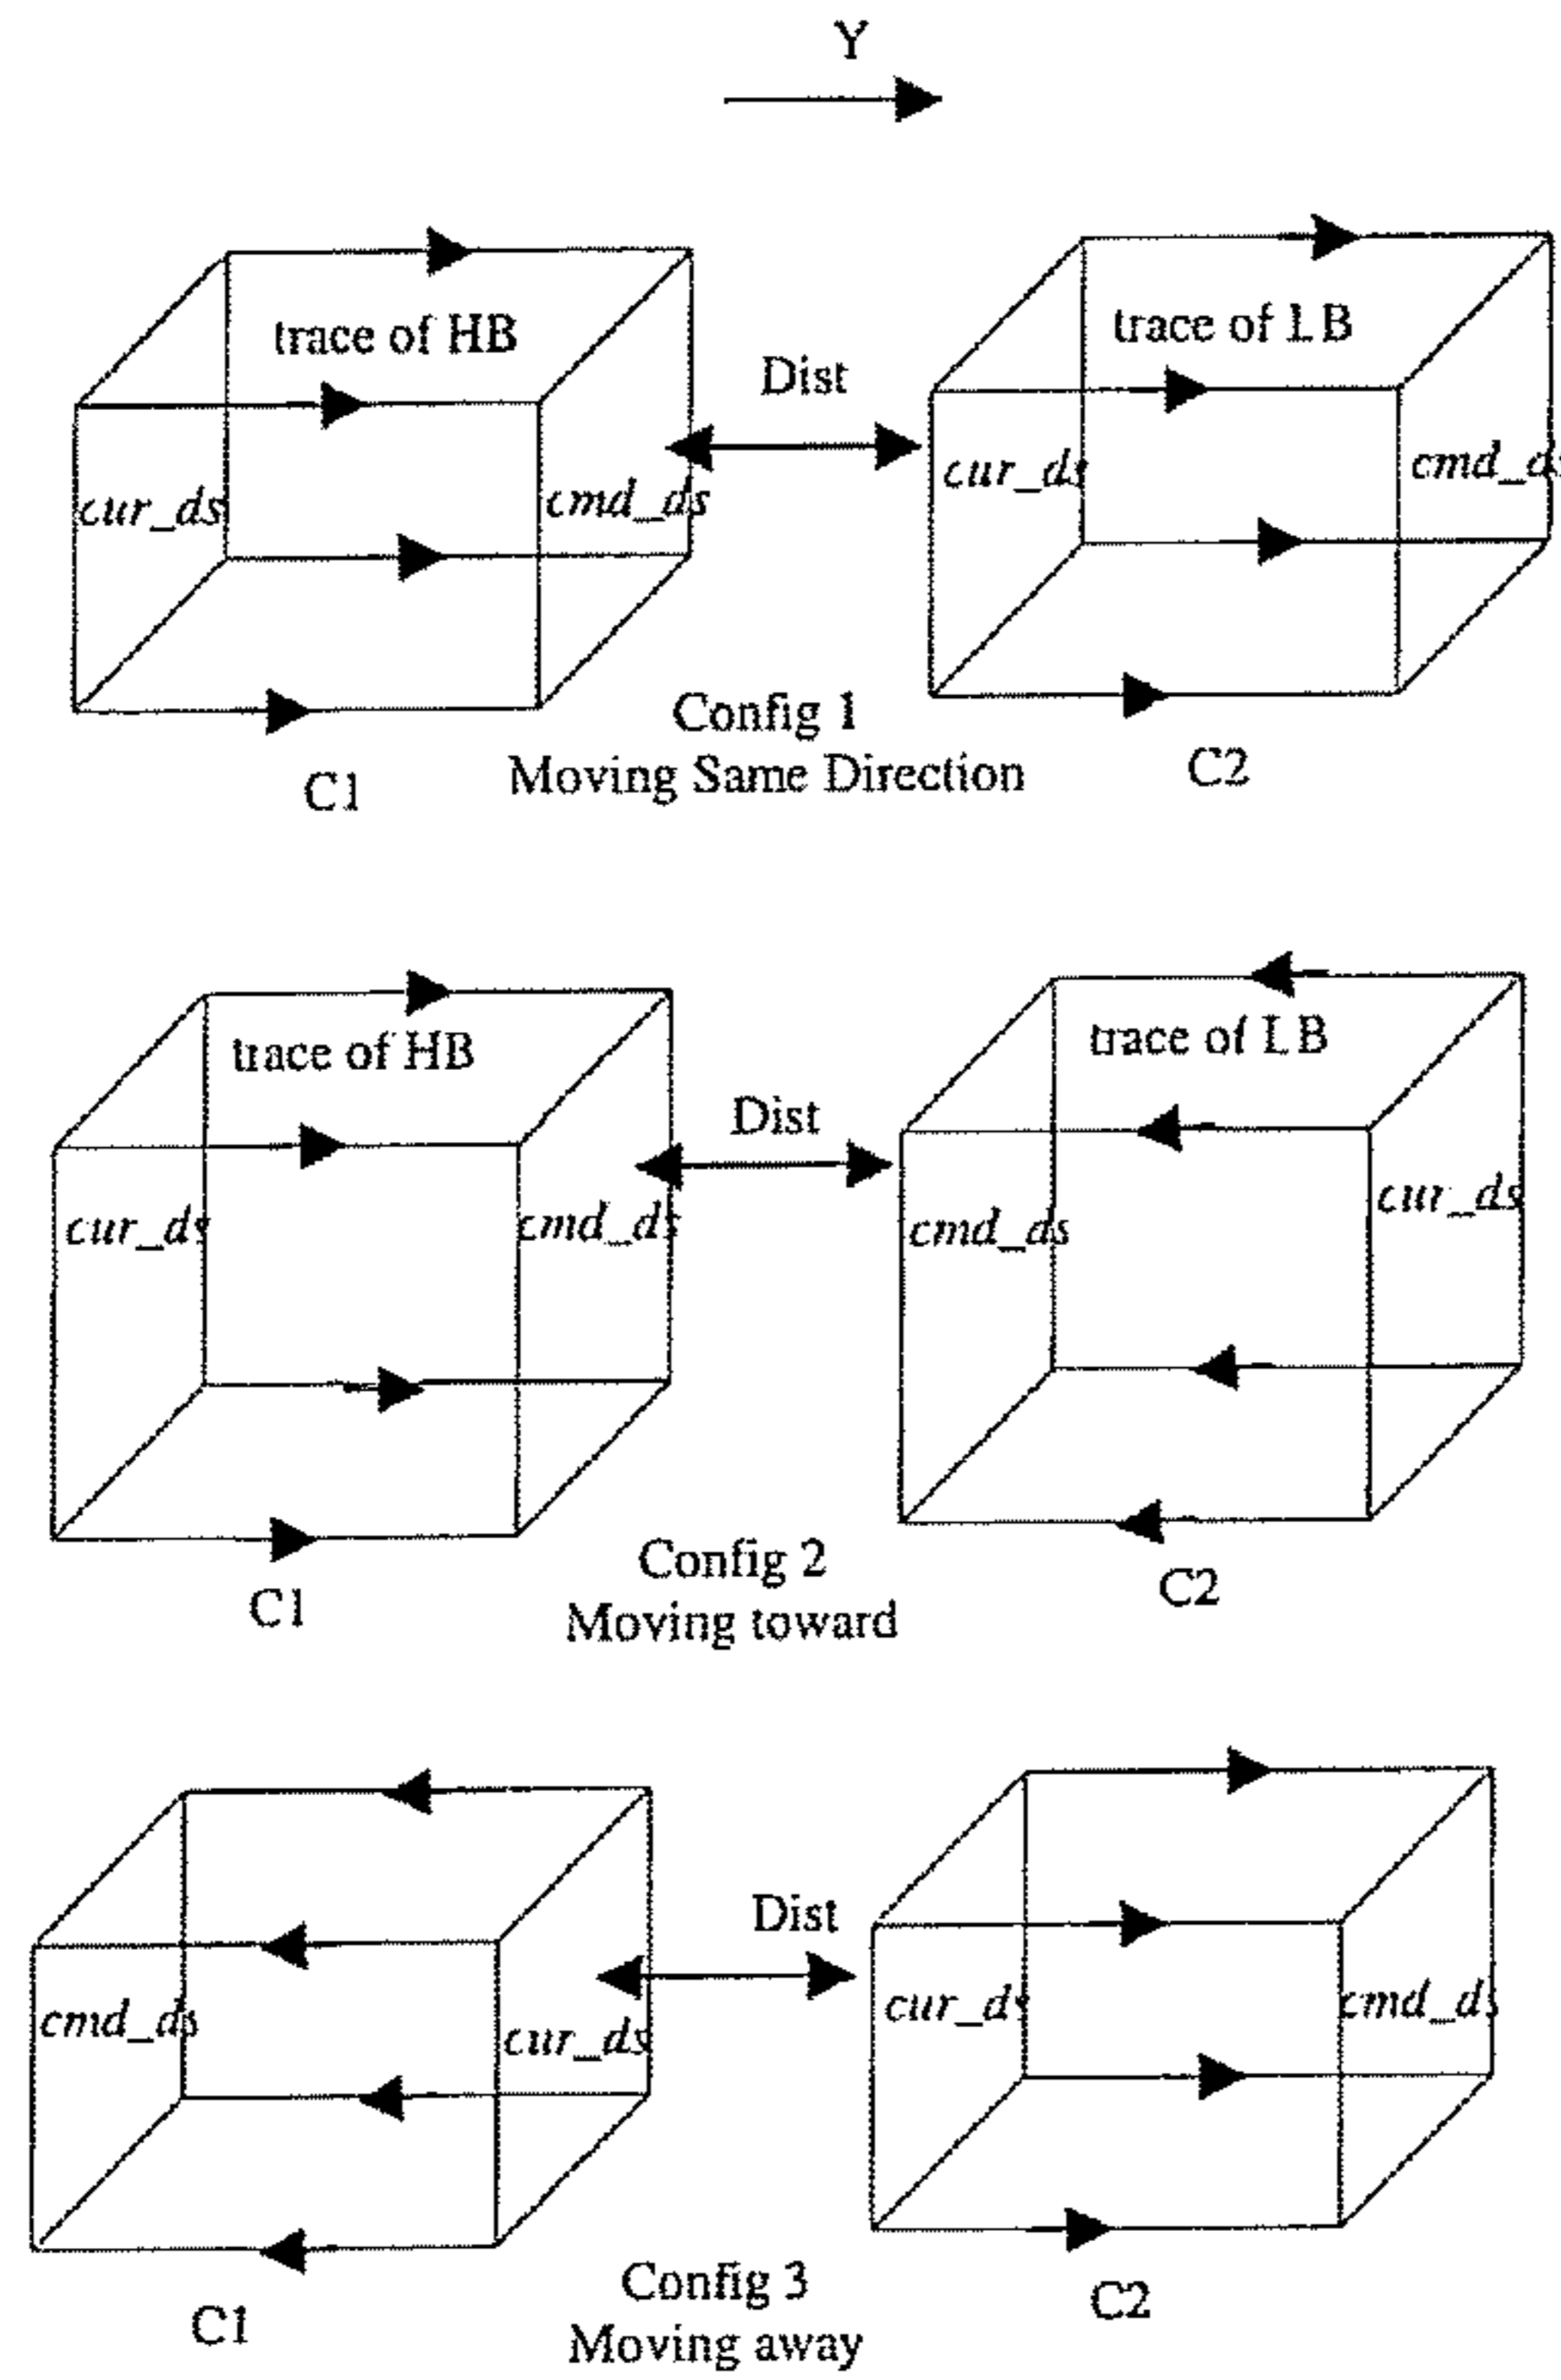 Y
trace of HB
trace of LB
Dist
cur_ds
cmd_ds
cur_ds
cmd_ds
Config 1
Moving Same Direction
C1
C2
trace of HB
trace of LB
Dist
cur_ds
cmd_ds
cmd_ds
cur_ds
Config 2
Moving toward
C1
C2
Dist
cmd_ds
cur_ds
cur_ds
cmd_ds
Config 3
Moving away
C1
C2